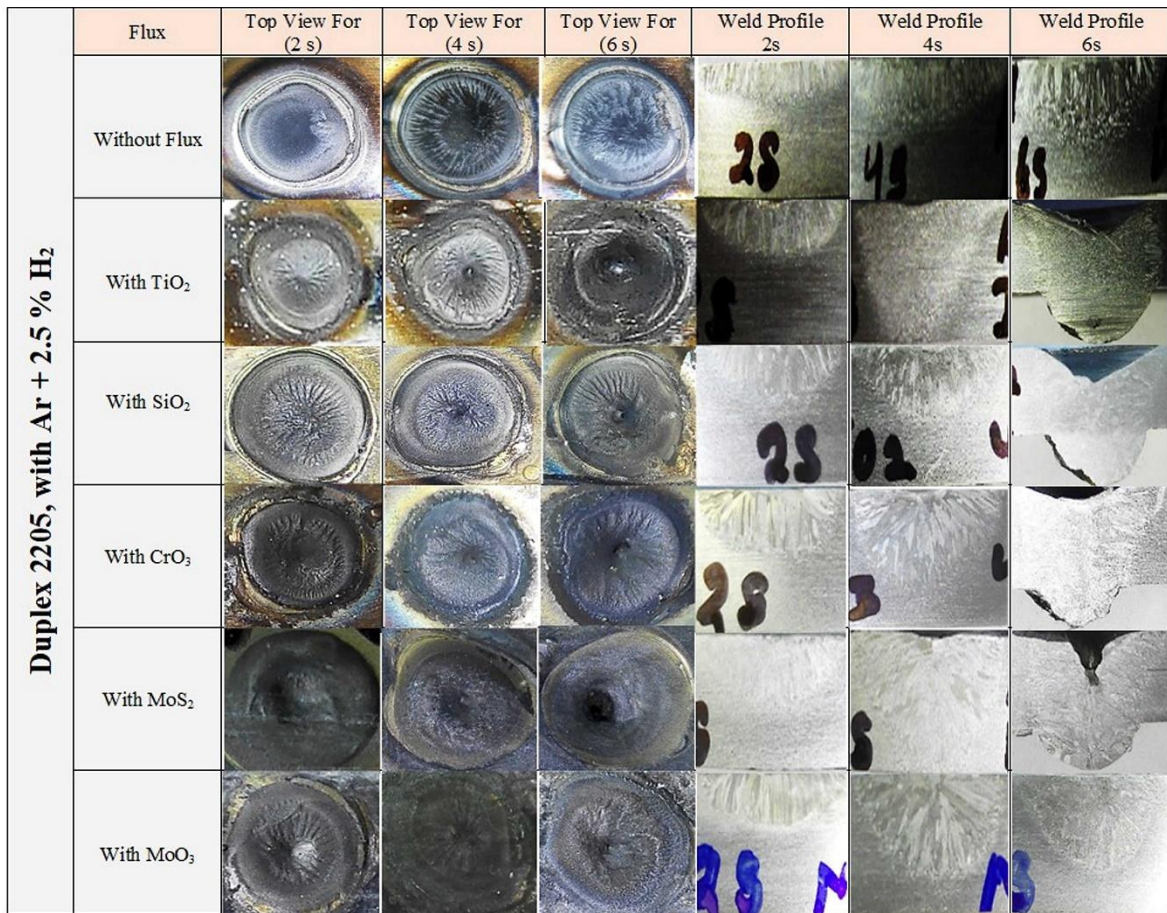 Duplex 2205, with Ar + 2.5 % H₂
Flux
Top View For
(2 s)
Top View For
(4 s)
Top View For
(6 s)
Weld Profile
2s
Weld Profile
4s
Weld Profile
6s
Without Flux
2S
4S
6S
With TiO₂
With SiO₂
2S
With CrO₃
2S
With MoS₂
With MoO₃
2S